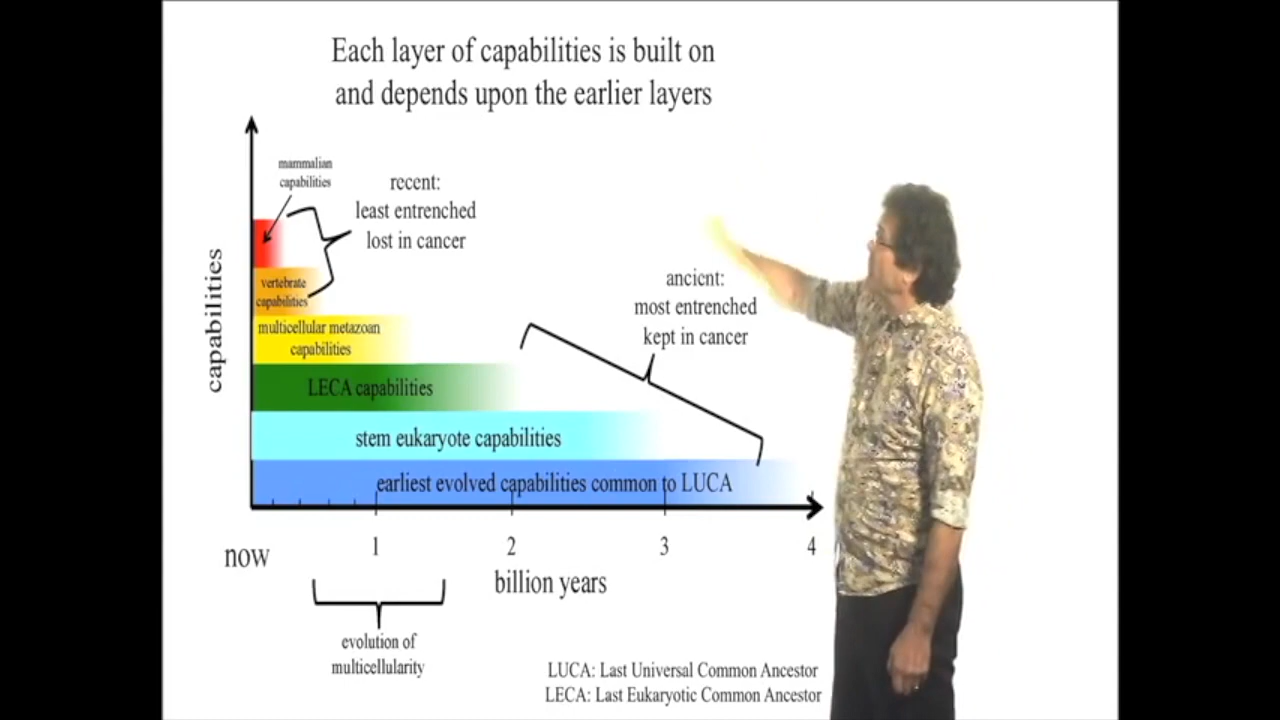 Each layer of capabilities is built on
and depends upon the earlier layers
mammalian
capabilities
recent:
least entrenched
lost in cancer
ancient:
most entrenched
kept in cancer
capabilities
vertebrate
capabilities
multicellular metazoan
capabilities
LECA capabilities
stem eukaryote capabilities
earliest evolved capabilities common to LUCA
now
1
2
3
4
billion years
evolution of
multicellularity
LUCA: Last Universal Common Ancestor
LECA: Last Eukaryotic Common Ancestor